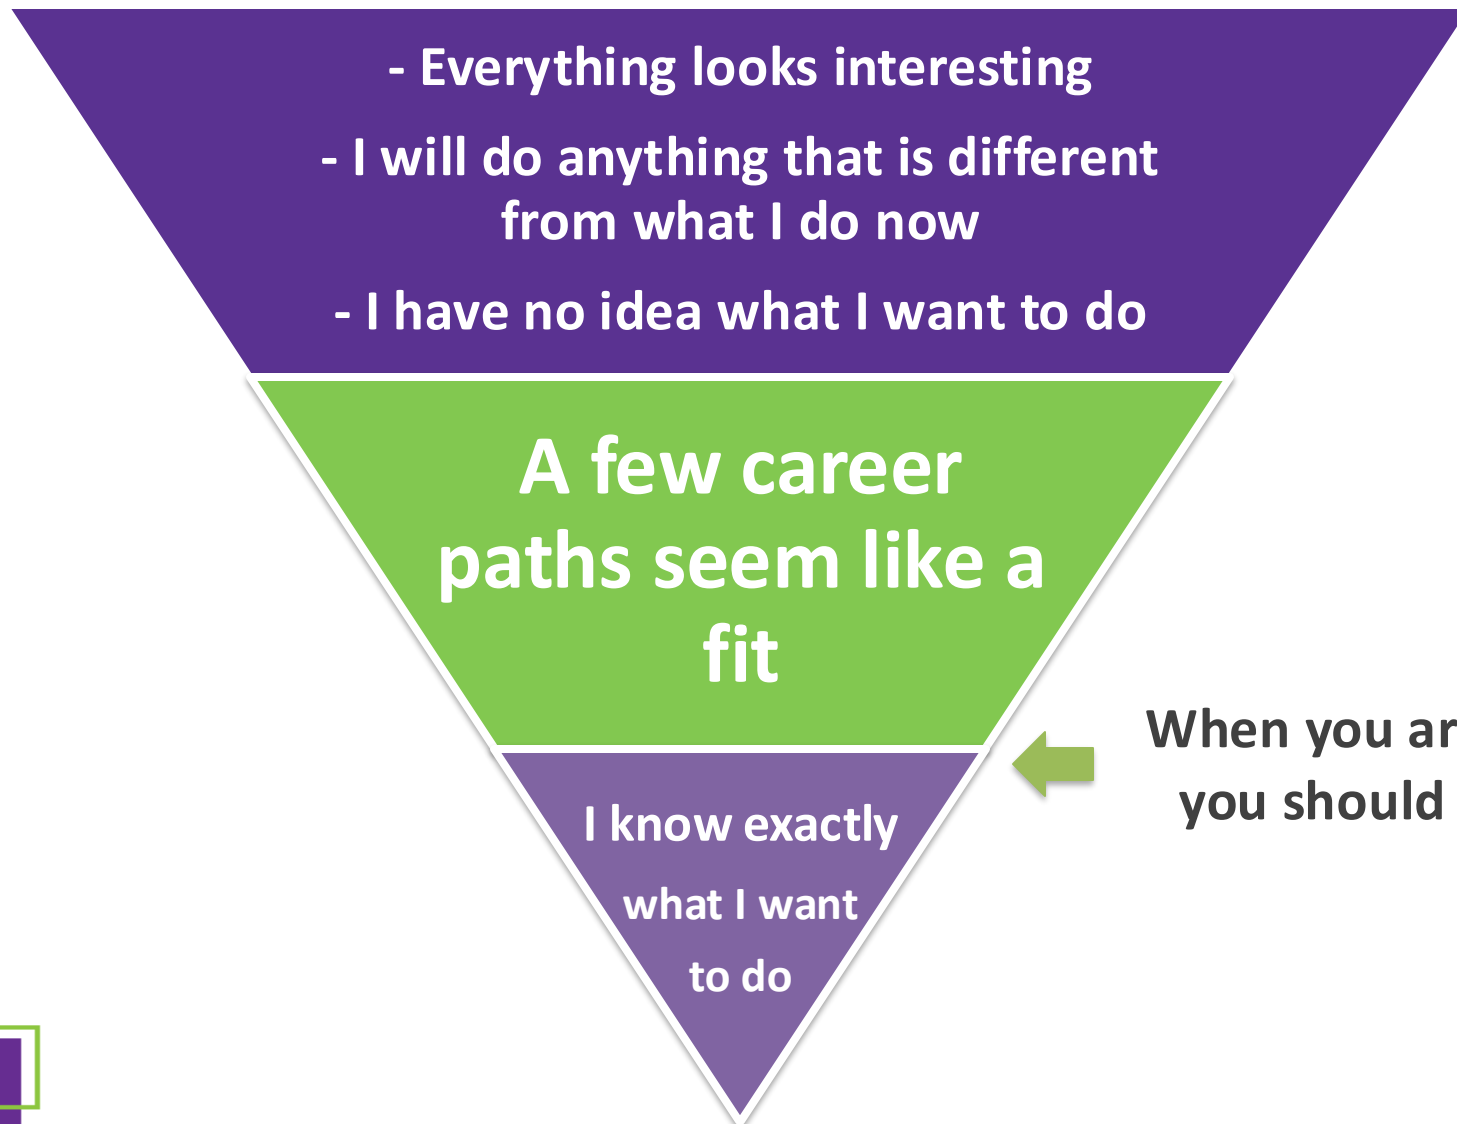 - Everything looks interesting
- I will do anything that is different
from what I do now
- I have no idea what I want to do
A few career
paths seem like a
fit
When you ar
you should
I know exactly
what I want
to do